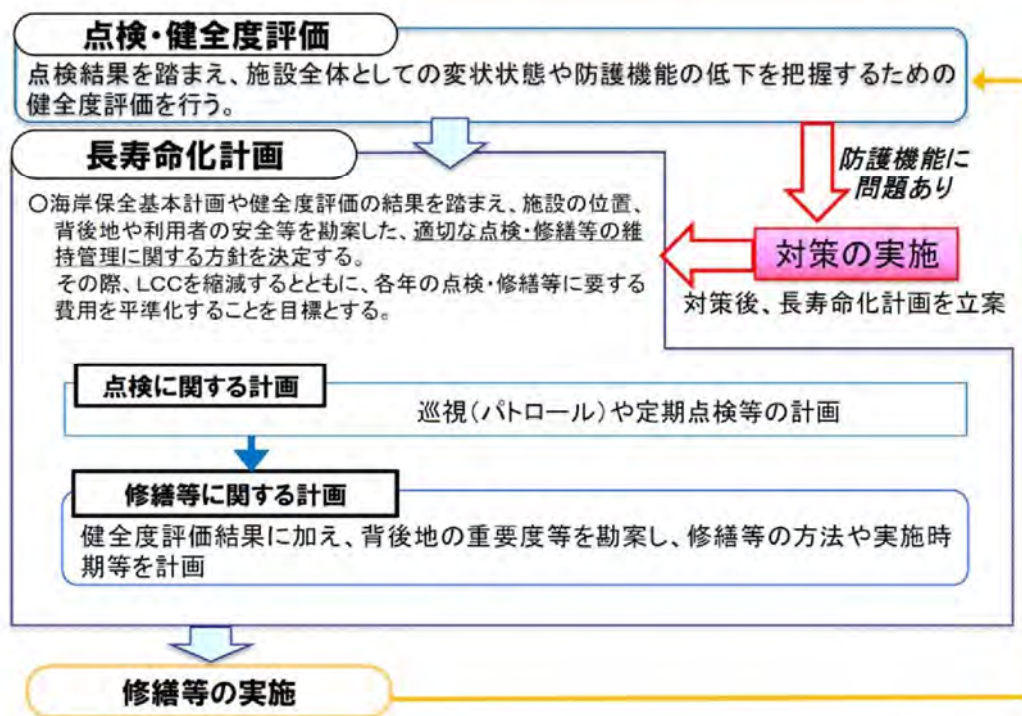 点検・健全度評価
点検結果を踏まえ、施設全体としての変状状態や防護機能の低下を把握するための
健全度評価を行う。
長寿命化計画
防護機能に
問題あり
○海岸保全基本計画や健全度評価の結果を踏まえ、施設の位置、
背後地や利用者の安全等を勘案した、適切な点検・修繕等の維
持管理に関する方針を決定する。
その際、LCCを縮減するとともに、各年の点検・修繕等に要する
費用を平準化することを目標とする。
対策の実施
対策後、長寿命化計画を立案
点検に関する計画
巡視(パトロール)や定期点検等の計画
修繕等に関する計画
健全度評価結果に加え、背後地の重要度等を勘案し、修繕等の方法や実施時
期等を計画
修繕等の実施